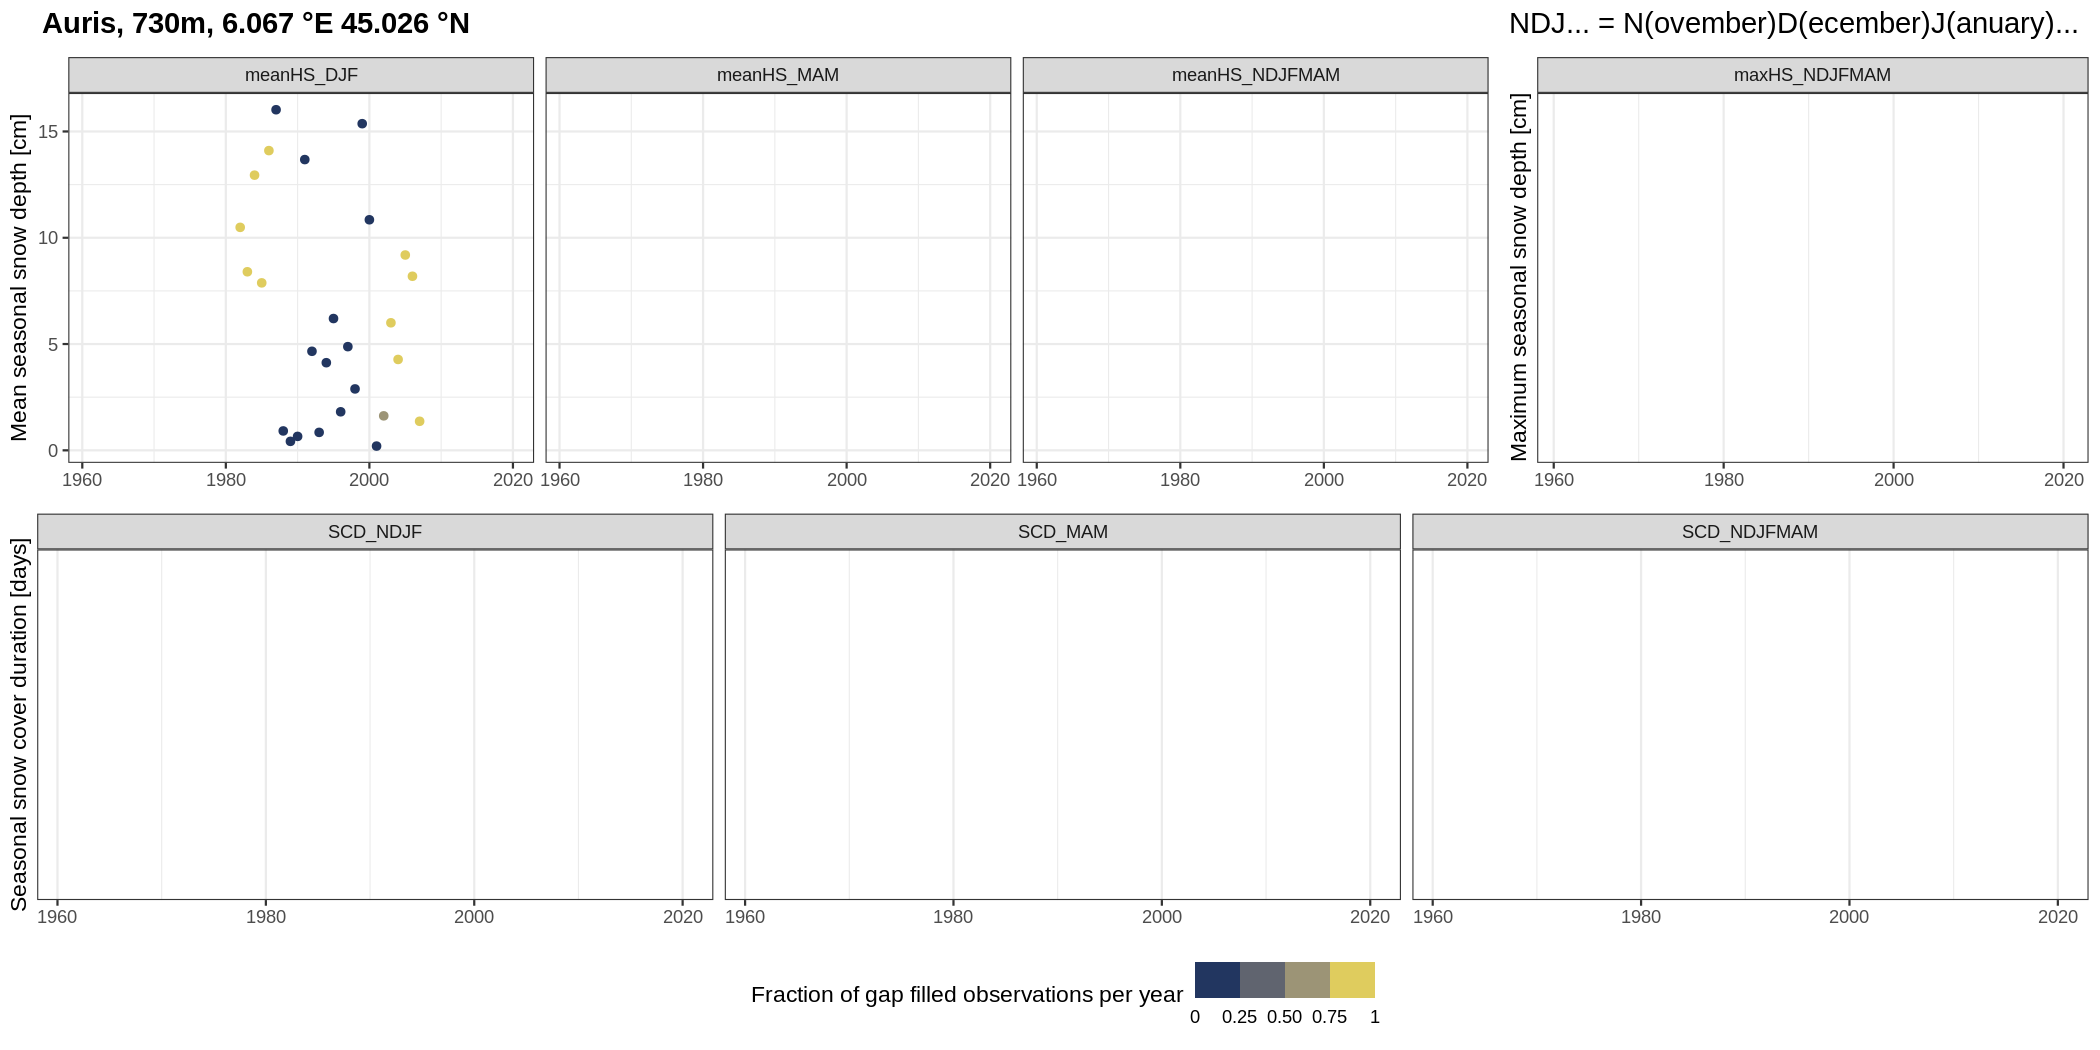 Auris, 730m, 6.067 °E 45.026 °N
NDJ... = N(ovember)D(ecember)J(anuary)...
meanHS_DJF
meanHS_MAM
meanHS_NDJFMAM
maxHS_NDJFMAM
Mean seasonal snow depth [cm]
15
10
5
0
1960 1980 2000 2020
1960 1980 2000 2020
1960 1980 2000 2020
Maximum seasonal snow depth [cm]
1960 1980 2000 2020
SCD_NDJF
SCD_MAM
SCD_NDJFMAM
Seasonal snow cover duration [days]
1960 1980 2000 2020
1960 1980 2000 2020
1960 1980 2000 2020
Fraction of gap filled observations per year
0 0.25 0.50 0.75 1